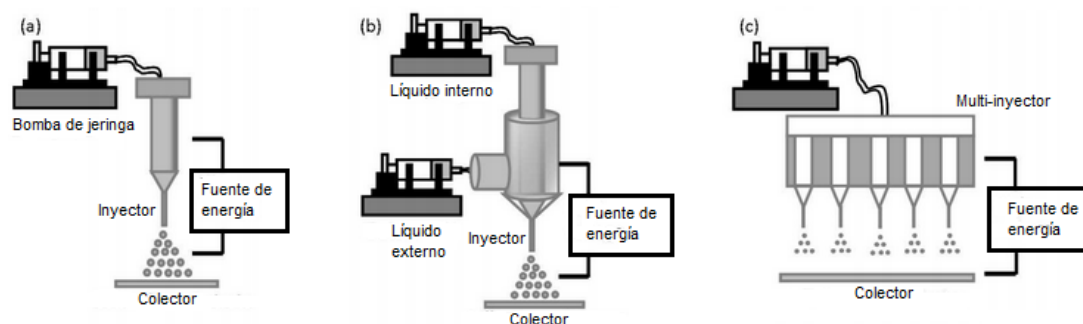 (a)
Bomba de jeringa
Inyector
Fuente de
energía
Colector
(b)
Líquido interno
Líquido
externo
Inyector
Fuente de
energía
Colector
(c)
Multi-inyector
Fuente de
energía
Colector